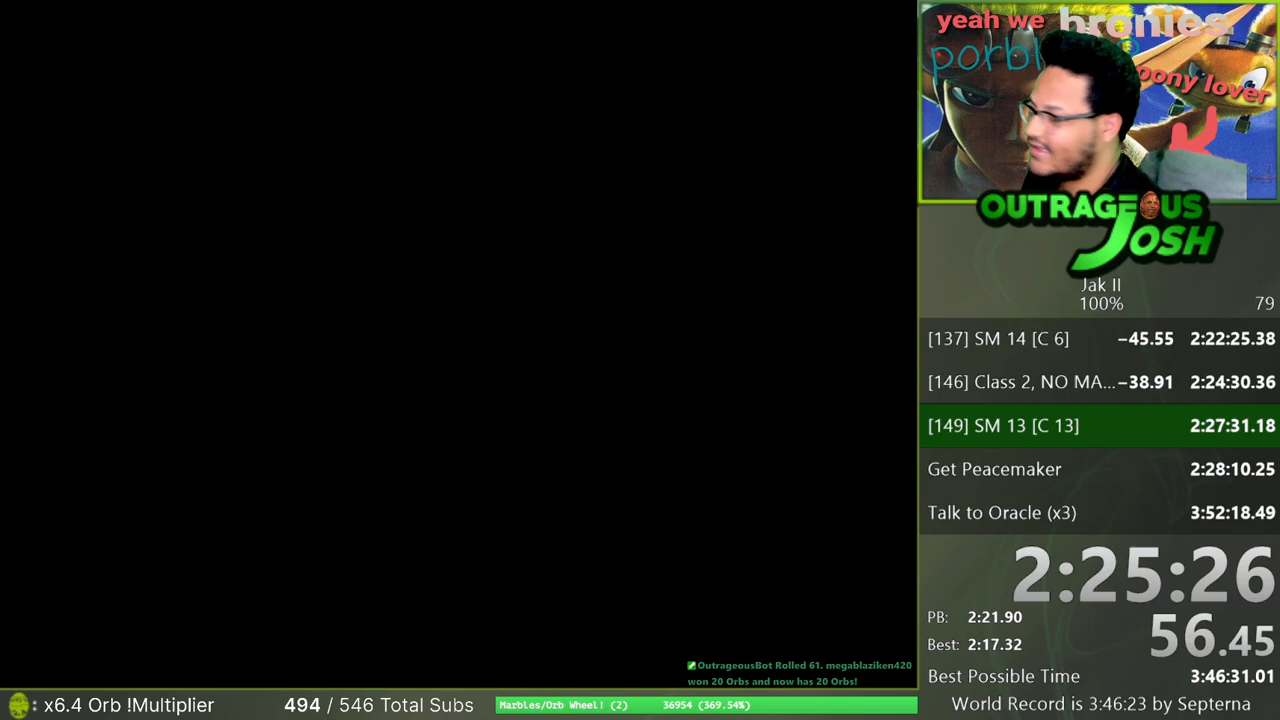 yeah we bronies
porbl
pony lover
OUTRAGEOUS
JOSH
Jak II
100% 79
[137] SM 14 [C 6] −45.55 2:22:25.38
[146] Class 2, NO MA... −38.91 2:24:30.36
[149] SM 13 [C 13] 2:27:31.18
Get Peacemaker 2:28:10.25
Talk to Oracle (x3) 3:52:18.49
2:25:26
PB: 2:21.90
56.45
Best: 2:17.32
Best Possible Time 3:46:31.01
World Record is 3:46:23 by Septerna
OutrageousBot Rolled 61. megablaziken420
won 20 Orbs and now has 20 Orbs!
: x6.4 Orb !Multiplier 494 / 546 Total Subs Marbles/Orb Wheel! (2) 36954 (369.54%)